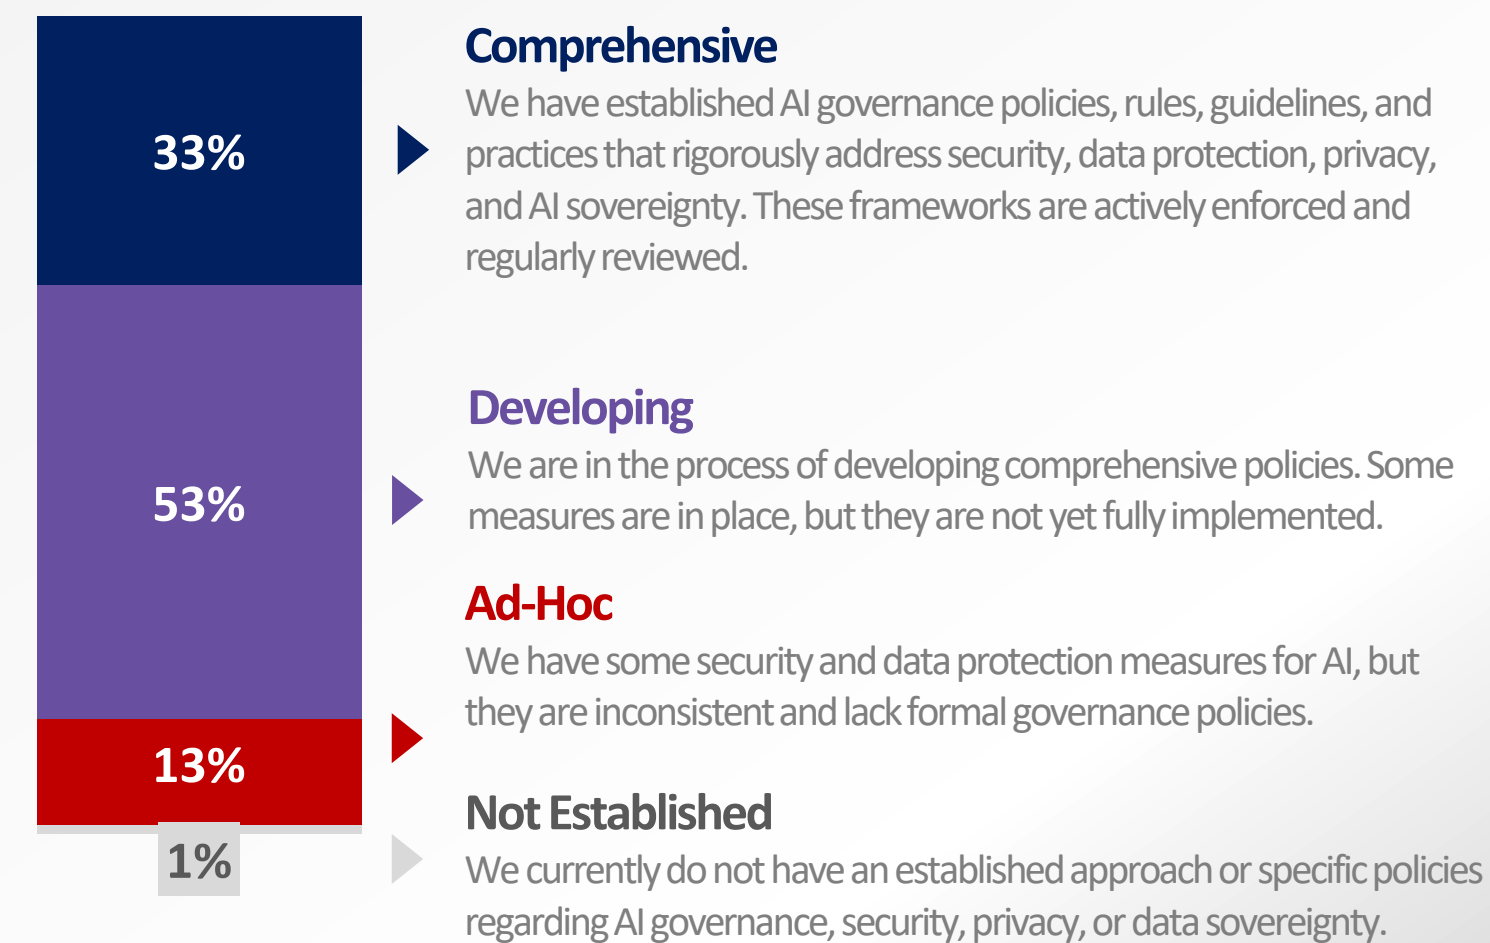 33%
Comprehensive
We have established AI governance policies, rules, guidelines, and
practices that rigorously address security, data protection, privacy,
and AI sovereignty. These frameworks are actively enforced and
regularly reviewed.
53%
Developing
We are in the process of developing comprehensive policies. Some
measures are in place, but they are not yet fully implemented.
13%
Ad-Hoc
We have some security and data protection measures for AI, but
they are inconsistent and lack formal governance policies.
1%
Not Established
We currently do not have an established approach or specific policies
regarding AI governance, security, privacy, or data sovereignty.